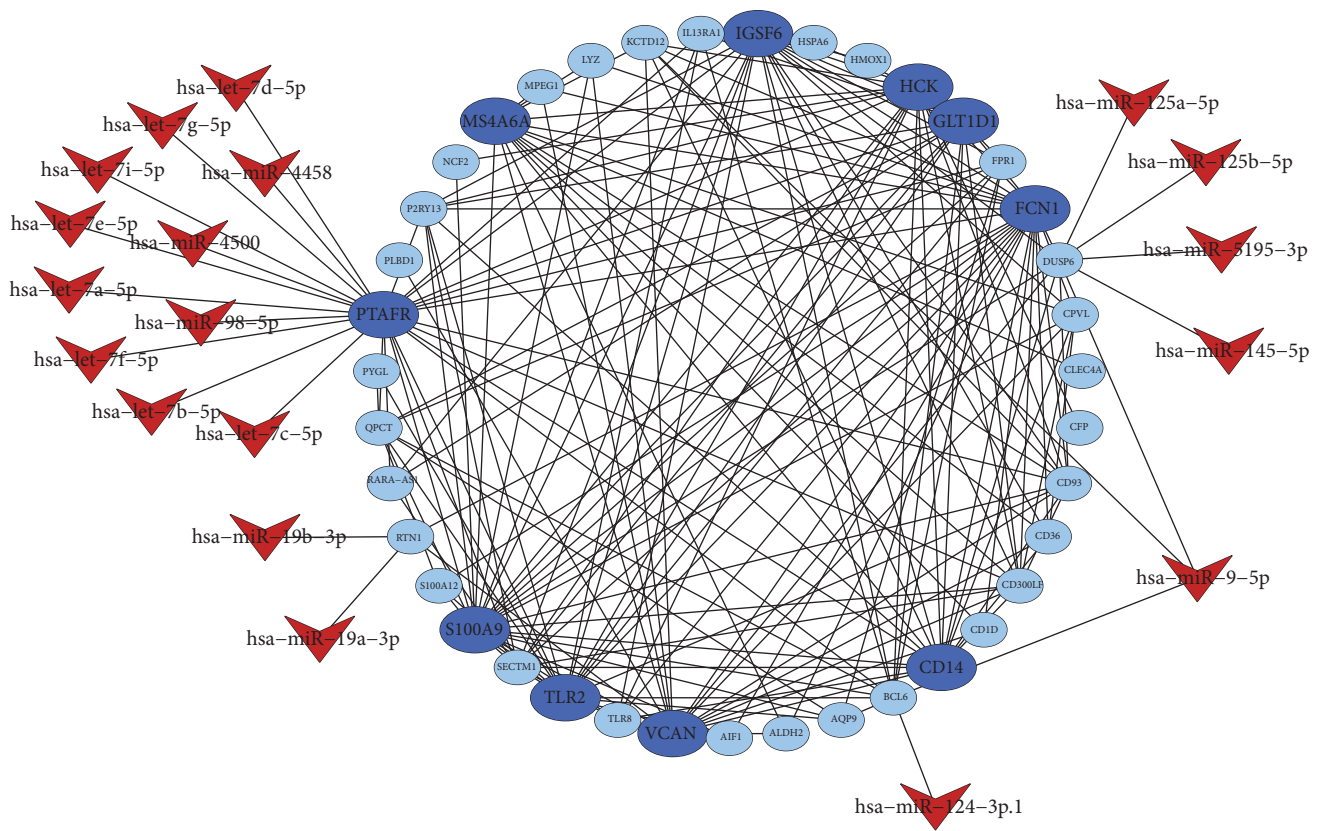 IL13RA1
IGSF6
HSPA6
KCTD12
LYZ
HMOX1
MPEG1
HCK
MS4A6A
GLT1D1
NCF2
FPR1
P2RY13
FCN1
PLBD1
DUSP6
PTAFR
CPVL
PYGL
CLEC4A
QPCT
CFP
RARA−AS1
CD93
RTN1
CD36
S100A12
CD300LF
S100A9
CD1D
SECTM1
CD14
TLR2
BCL6
TLR8
VCAN
AIF1
ALDH2
AQP9
hsa−let−7d−5p
hsa−let−7g−5p
hsa−let−7i−5p
hsa−miR−4458
hsa−let−7e−5p
hsa−miR−4500
hsa−let−7a−5p
hsa−miR−98−5p
hsa−let−7f−5p
hsa−let−7b−5p
hsa−let−7c−5p
hsa−miR−19b−3p
hsa−miR−19a−3p
hsa−miR−125a−5p
hsa−miR−125b−5p
hsa−miR−5195−3p
hsa−miR−145−5p
hsa−miR−9−5p
hsa−miR−124−3p.1